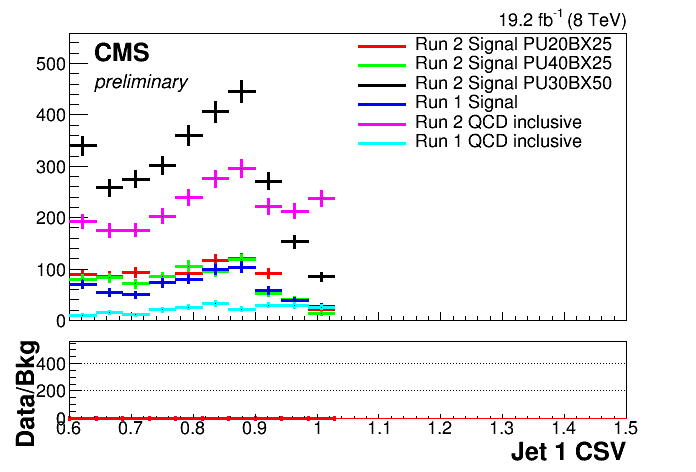 19.2 fb-1 (8 TeV)
CMS
preliminary
Run 2 Signal PU20BX25
Run 2 Signal PU40BX25
Run 2 Signal PU30BX50
Run 1 Signal
Run 2 QCD inclusive
Run 1 QCD inclusive
500
400
300
200
100
0
Data/Bkg
400
200
0
0.6 0.7 0.8 0.9 1 1.1 1.2 1.3 1.4 1.5
Jet 1 CSV